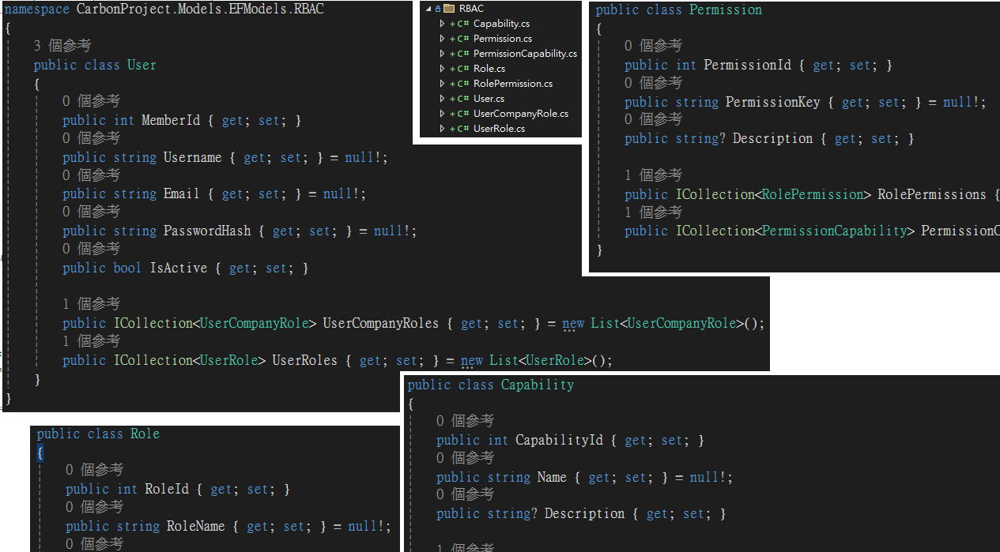 namespace CarbonProject.Models.EFModels.RBAC
{
3 個參考
public class User
{
0 個參考
public int MemberId { get; set; }
0 個參考
public string Username { get; set; } = null!;
0 個參考
public string Email { get; set; } = null!;
0 個參考
public string PasswordHash { get; set; } = null!;
0 個參考
public bool IsActive { get; set; }
1 個參考
public ICollection<UserCompanyRole> UserCompanyRoles { get; set; } = new List<UserCompanyRole>();
1 個參考
public ICollection<UserRole> UserRoles { get; set; } = new List<UserRole>();
}
}
RBAC
+ C# Capability.cs
+ C# Permission.cs
+ C# PermissionCapability.cs
+ C# Role.cs
+ C# RolePermission.cs
+ C# User.cs
+ C# UserCompanyRole.cs
+ C# UserRole.cs
public class Permission
{
0 個參考
public int PermissionId { get; set; }
0 個參考
public string PermissionKey { get; set; } = null!;
0 個參考
public string? Description { get; set; }
1 個參考
public ICollection<RolePermission> RolePermissions {
1 個參考
public ICollection<PermissionCapability> PermissionC
}
public class Role
{
0 個參考
public int RoleId { get; set; }
0 個參考
public string RoleName { get; set; } = null!;
0 個參考
public class Capability
{
0 個參考
public int CapabilityId { get; set; }
0 個參考
public string Name { get; set; } = null!;
0 個參考
public string? Description { get; set; }
1 個參考